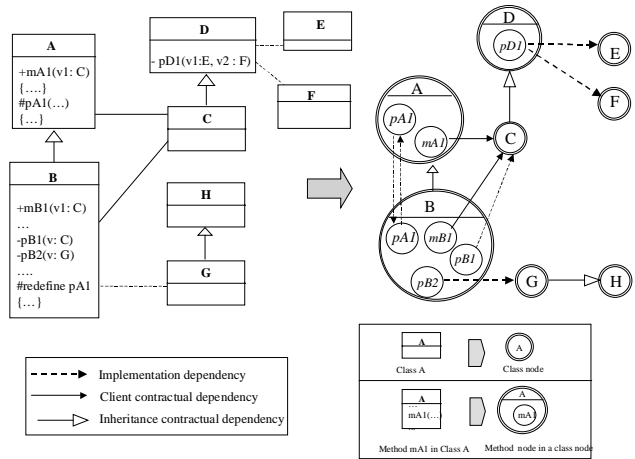 A
+mA1(v1: C)
{….}
#pA1(…)
{…}
B
+mB1(v1: C)
…
-pB1(v: C)
-pB2(v: G)
….
#redefine pA1
{…}
D
- pD1(v1:E, v2 : F)
E
F
C
H
G
D
pD1
E
F
A
pA1
mA1
C
B
pA1
mB1
pB1
pB2
G
H
Implementation dependency
Client contractual dependency
Inheritance contractual dependency
A
A
Class A
Class node
A
…
mA1(…)
…
A
mA1
Method mA1 in Class A
Method node in a class node